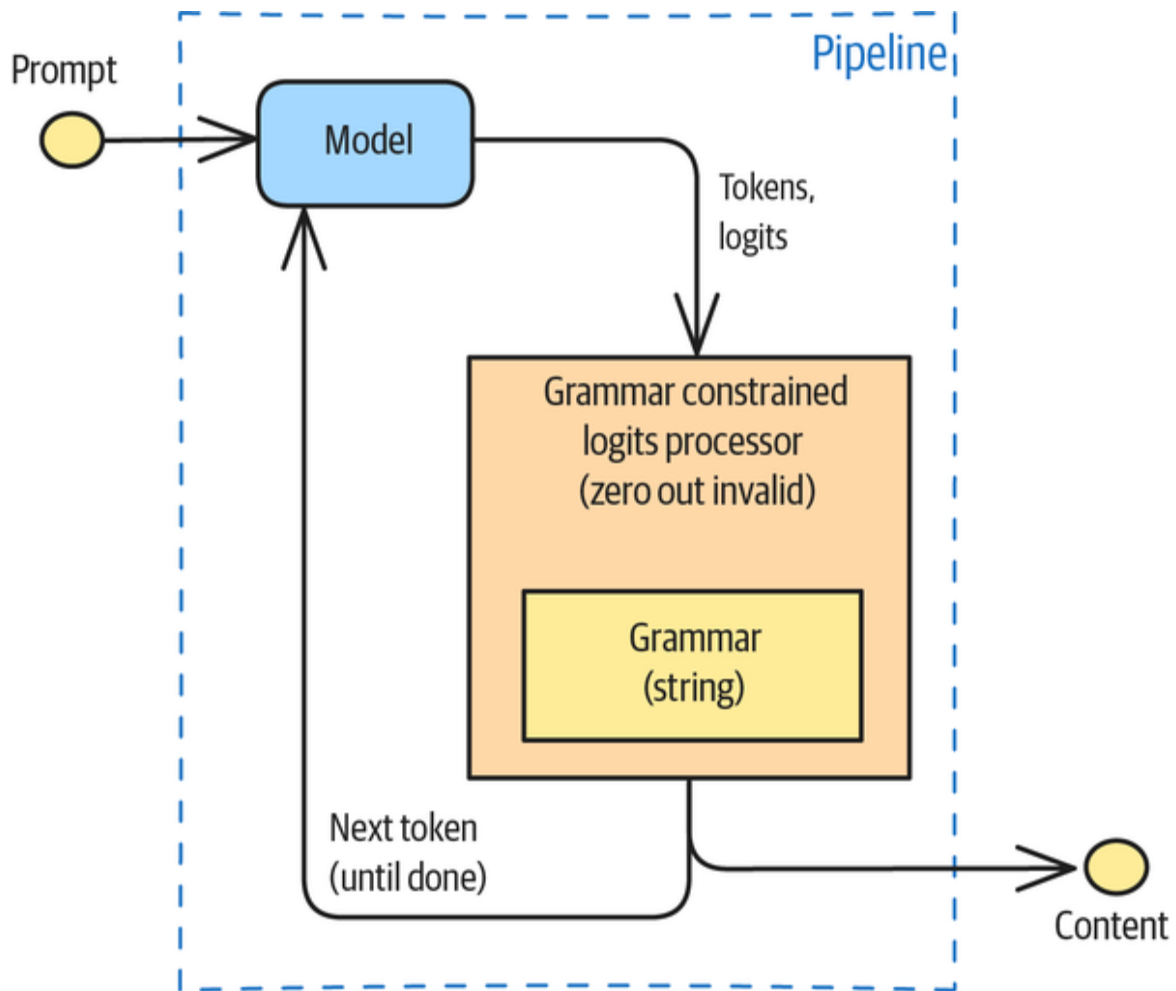 Pipeline
Prompt
Model
Tokens,
logits
Grammar constrained
logits processor
(zero out invalid)
Grammar
(string)
Next token
(until done)
Content